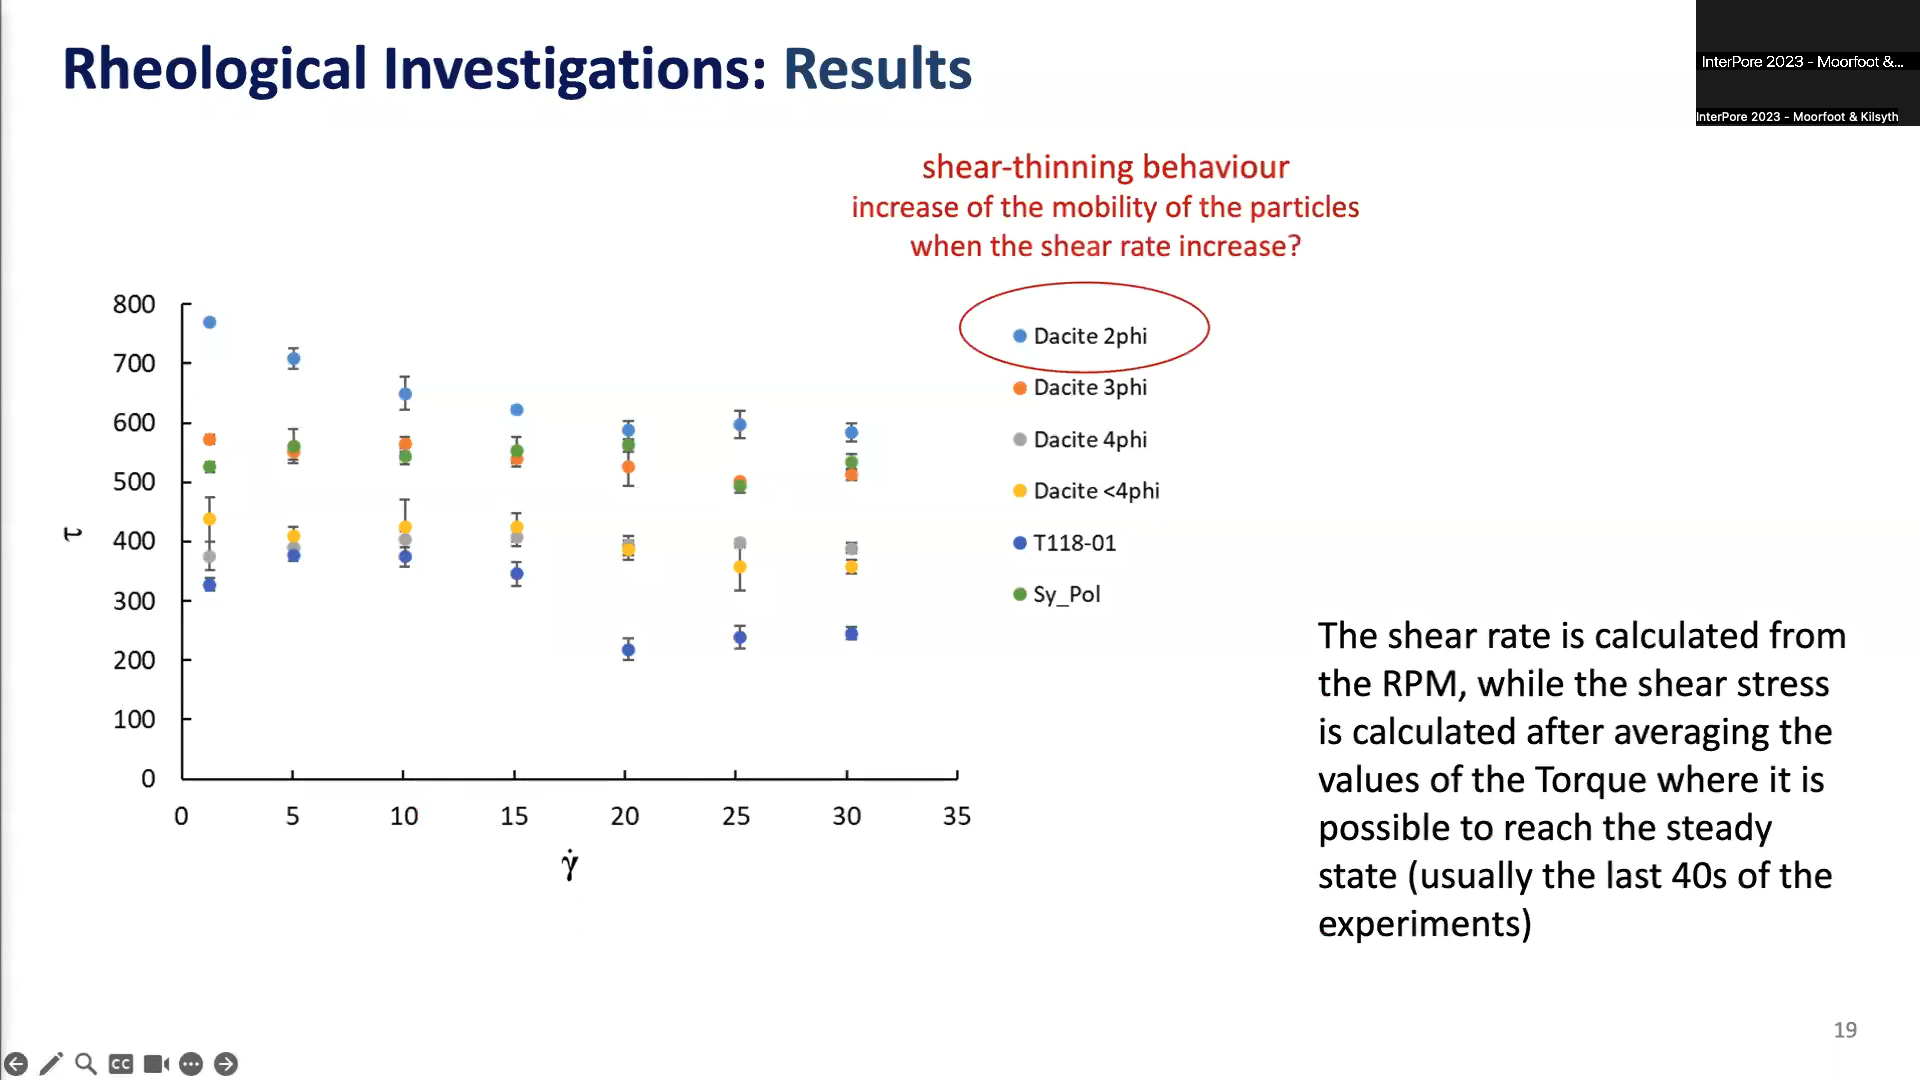 Rheological Investigations: Results
InterPore 2023 - Moorfoot &...
InterPore 2023 - Moorfoot & Kilsyth
shear-thinning behaviour
increase of the mobility of the particles
when the shear rate increase?
800
700
600
500
400
300
200
100
0
τ
0 5 10 15 20 25 30 35
γ̇
Dacite 2phi
Dacite 3phi
Dacite 4phi
Dacite <4phi
T118-01
Sy_Pol
The shear rate is calculated from
the RPM, while the shear stress
is calculated after averaging the
values of the Torque where it is
possible to reach the steady
state (usually the last 40s of the
experiments)
19
CC